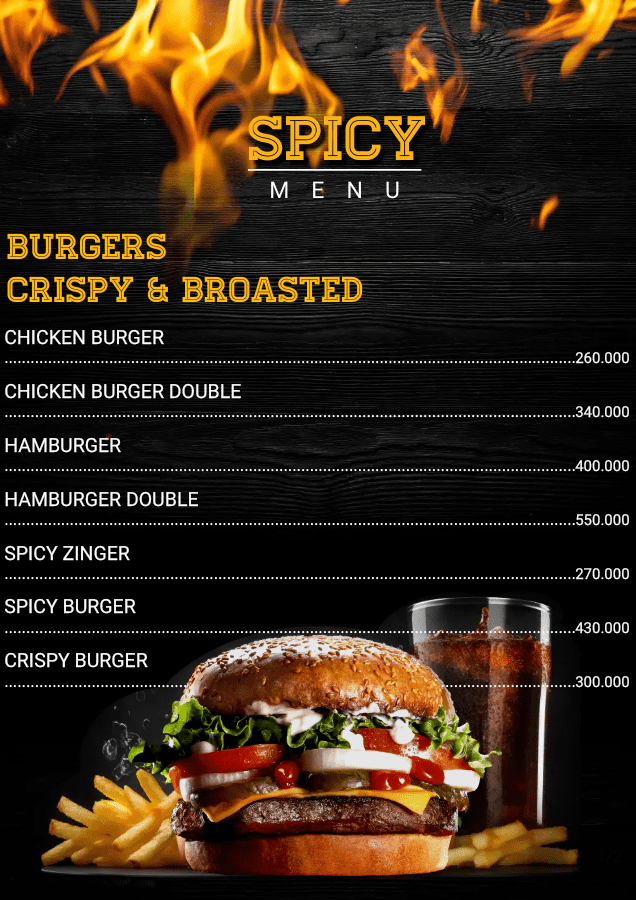 SPICY
MENU
BURGERS
CRISPY & BROASTED
CHICKEN BURGER
........................................260.000
CHICKEN BURGER DOUBLE
........................................340.000
HAMBURGER
........................................400.000
HAMBURGER DOUBLE
........................................550.000
SPICY ZINGER
........................................270.000
SPICY BURGER
........................................430.000
CRISPY BURGER
........................................300.000